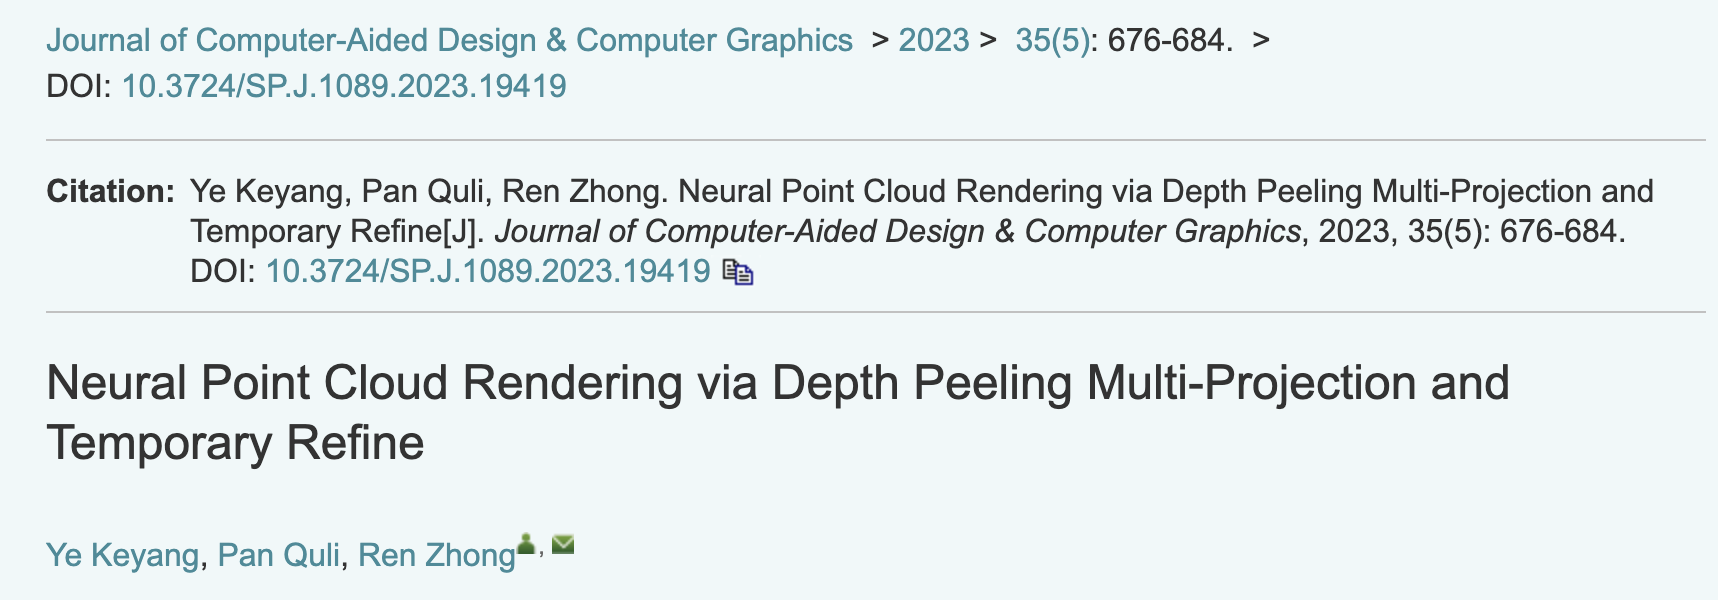 Journal of Computer-Aided Design & Computer Graphics > 2023 > 35(5): 676-684. >
DOI: 10.3724/SP.J.1089.2023.19419
Citation: Ye Keyang, Pan Quli, Ren Zhong. Neural Point Cloud Rendering via Depth Peeling Multi-Projection and
Temporary Refine[J]. Journal of Computer-Aided Design & Computer Graphics, 2023, 35(5): 676-684.
DOI: 10.3724/SP.J.1089.2023.19419
Neural Point Cloud Rendering via Depth Peeling Multi-Projection and
Temporary Refine
Ye Keyang, Pan Quli, Ren Zhong,